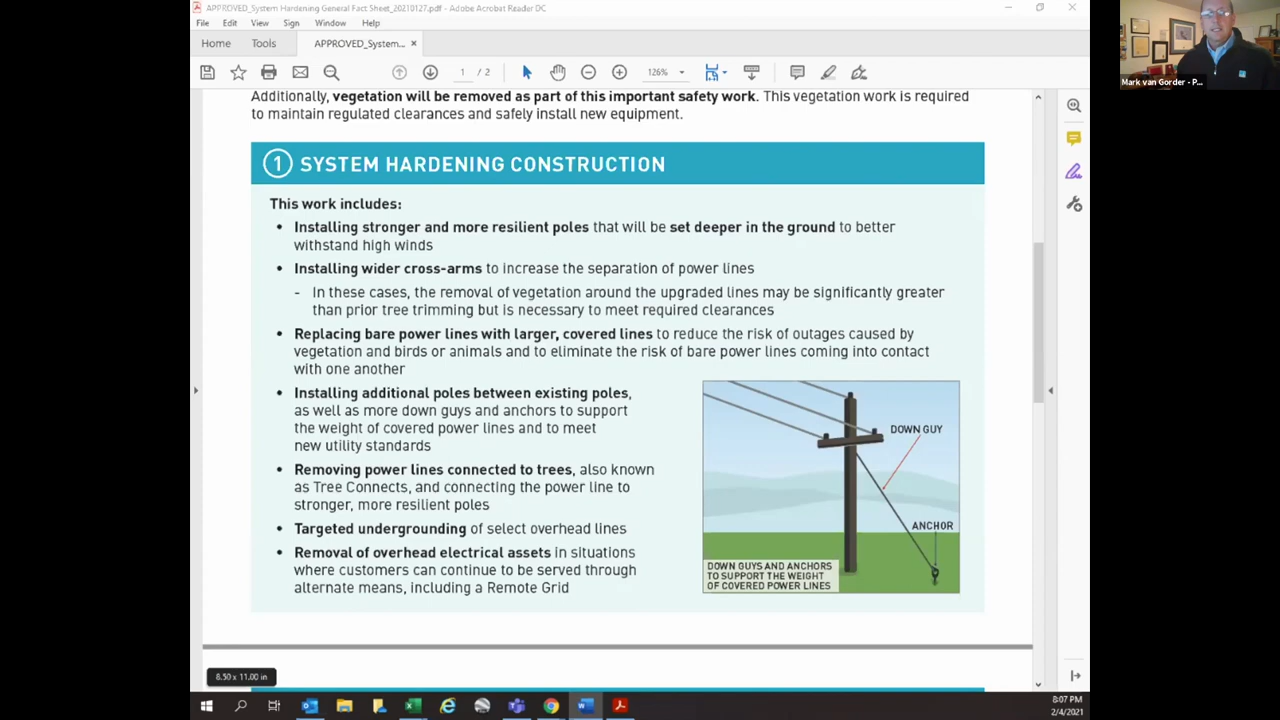 APPROVED_System Hardening General Fact Sheet_20210127.pdf - Adobe Acrobat Reader DC
File Edit View Sign Window Help
Home Tools APPROVED_System... ×
1 / 2 126%
Mark van Gorder - P...
Additionally, vegetation will be removed as part of this important safety work. This vegetation work is required
to maintain regulated clearances and safely install new equipment.
1 SYSTEM HARDENING CONSTRUCTION
This work includes:
• Installing stronger and more resilient poles that will be set deeper in the ground to better
withstand high winds
• Installing wider cross-arms to increase the separation of power lines
- In these cases, the removal of vegetation around the upgraded lines may be significantly greater
than prior tree trimming but is necessary to meet required clearances
• Replacing bare power lines with larger, covered lines to reduce the risk of outages caused by
vegetation and birds or animals and to eliminate the risk of bare power lines coming into contact
with one another
• Installing additional poles between existing poles,
as well as more down guys and anchors to support
the weight of covered power lines and to meet
new utility standards
• Removing power lines connected to trees, also known
as Tree Connects, and connecting the power line to
stronger, more resilient poles
• Targeted undergrounding of select overhead lines
• Removal of overhead electrical assets in situations
where customers can continue to be served through
alternate means, including a Remote Grid
DOWN GUY
ANCHOR
DOWN GUYS AND ANCHORS
TO SUPPORT THE WEIGHT
OF COVERED POWER LINES
8.50 x 11.00 in
8:07 PM
2/4/2021